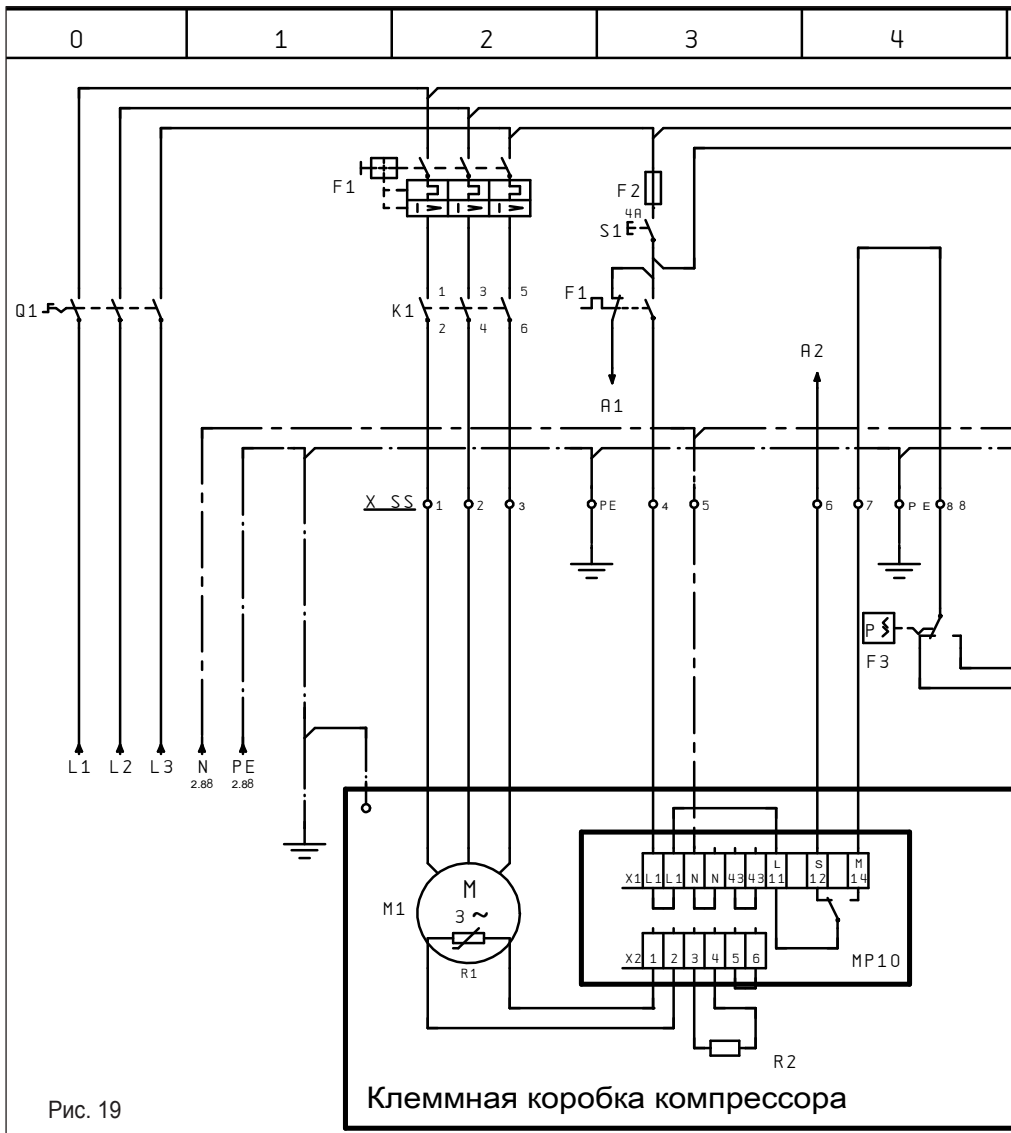 0 1 2 3 4
F1
F2
4A
S1
Q1
K1
1 3 5
2 4 6
F1
A1
A2
X SS 1 2 3 PE 4 5 6 7 PE 8 8
P
F3
L1 L2 L3 N PE
2.88 2.88
M1
M
3 ~
R1
L S M
X1 L1 L1 N N 43 43 11 12 14
X2 1 2 3 4 5 6
MP10
R2
Рис. 19
Клеммная коробка компрессора